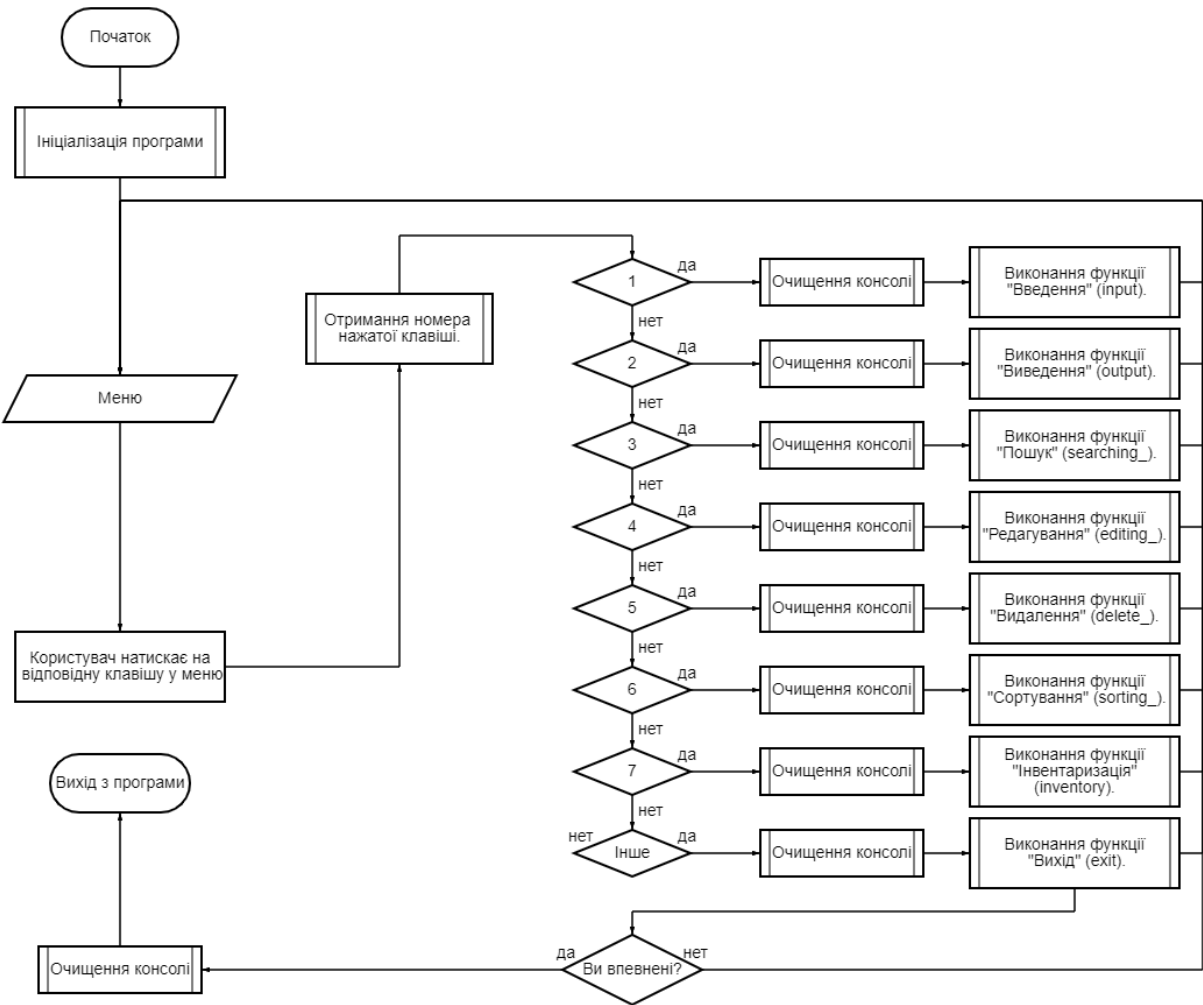 Початок
Ініціалізація програми
Меню
Користувач натискає на
відповідну клавішу у меню
Отримання номера
нажатої клавіші.
1
да
Очищення консолі
Виконання функції
"Введення" (input).
нет
2
да
Очищення консолі
Виконання функції
"Виведення" (output).
нет
3
да
Очищення консолі
Виконання функції
"Пошук" (searching_).
нет
4
да
Очищення консолі
Виконання функції
"Редагування" (editing_).
нет
5
да
Очищення консолі
Виконання функції
"Видалення" (delete_).
нет
6
да
Очищення консолі
Виконання функції
"Сортування" (sorting_).
нет
7
да
Очищення консолі
Виконання функції
"Інвентаризація"
(inventory).
нет
нет
Інше
да
Очищення консолі
Виконання функції
"Вихід" (exit).
Ви впевнені?
да
нет
Очищення консолі
Вихід з програми